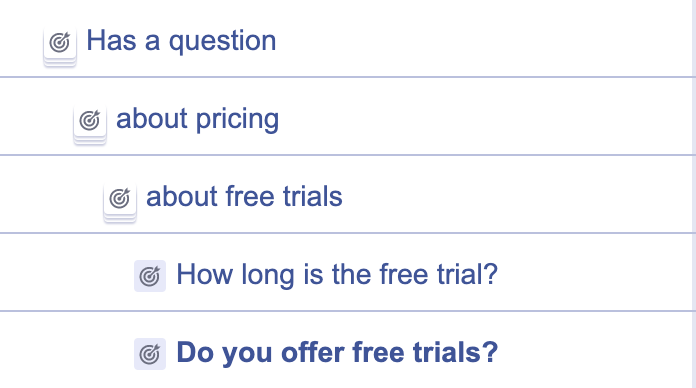 Has a question
about pricing
about free trials
How long is the free trial?
Do you offer free trials?